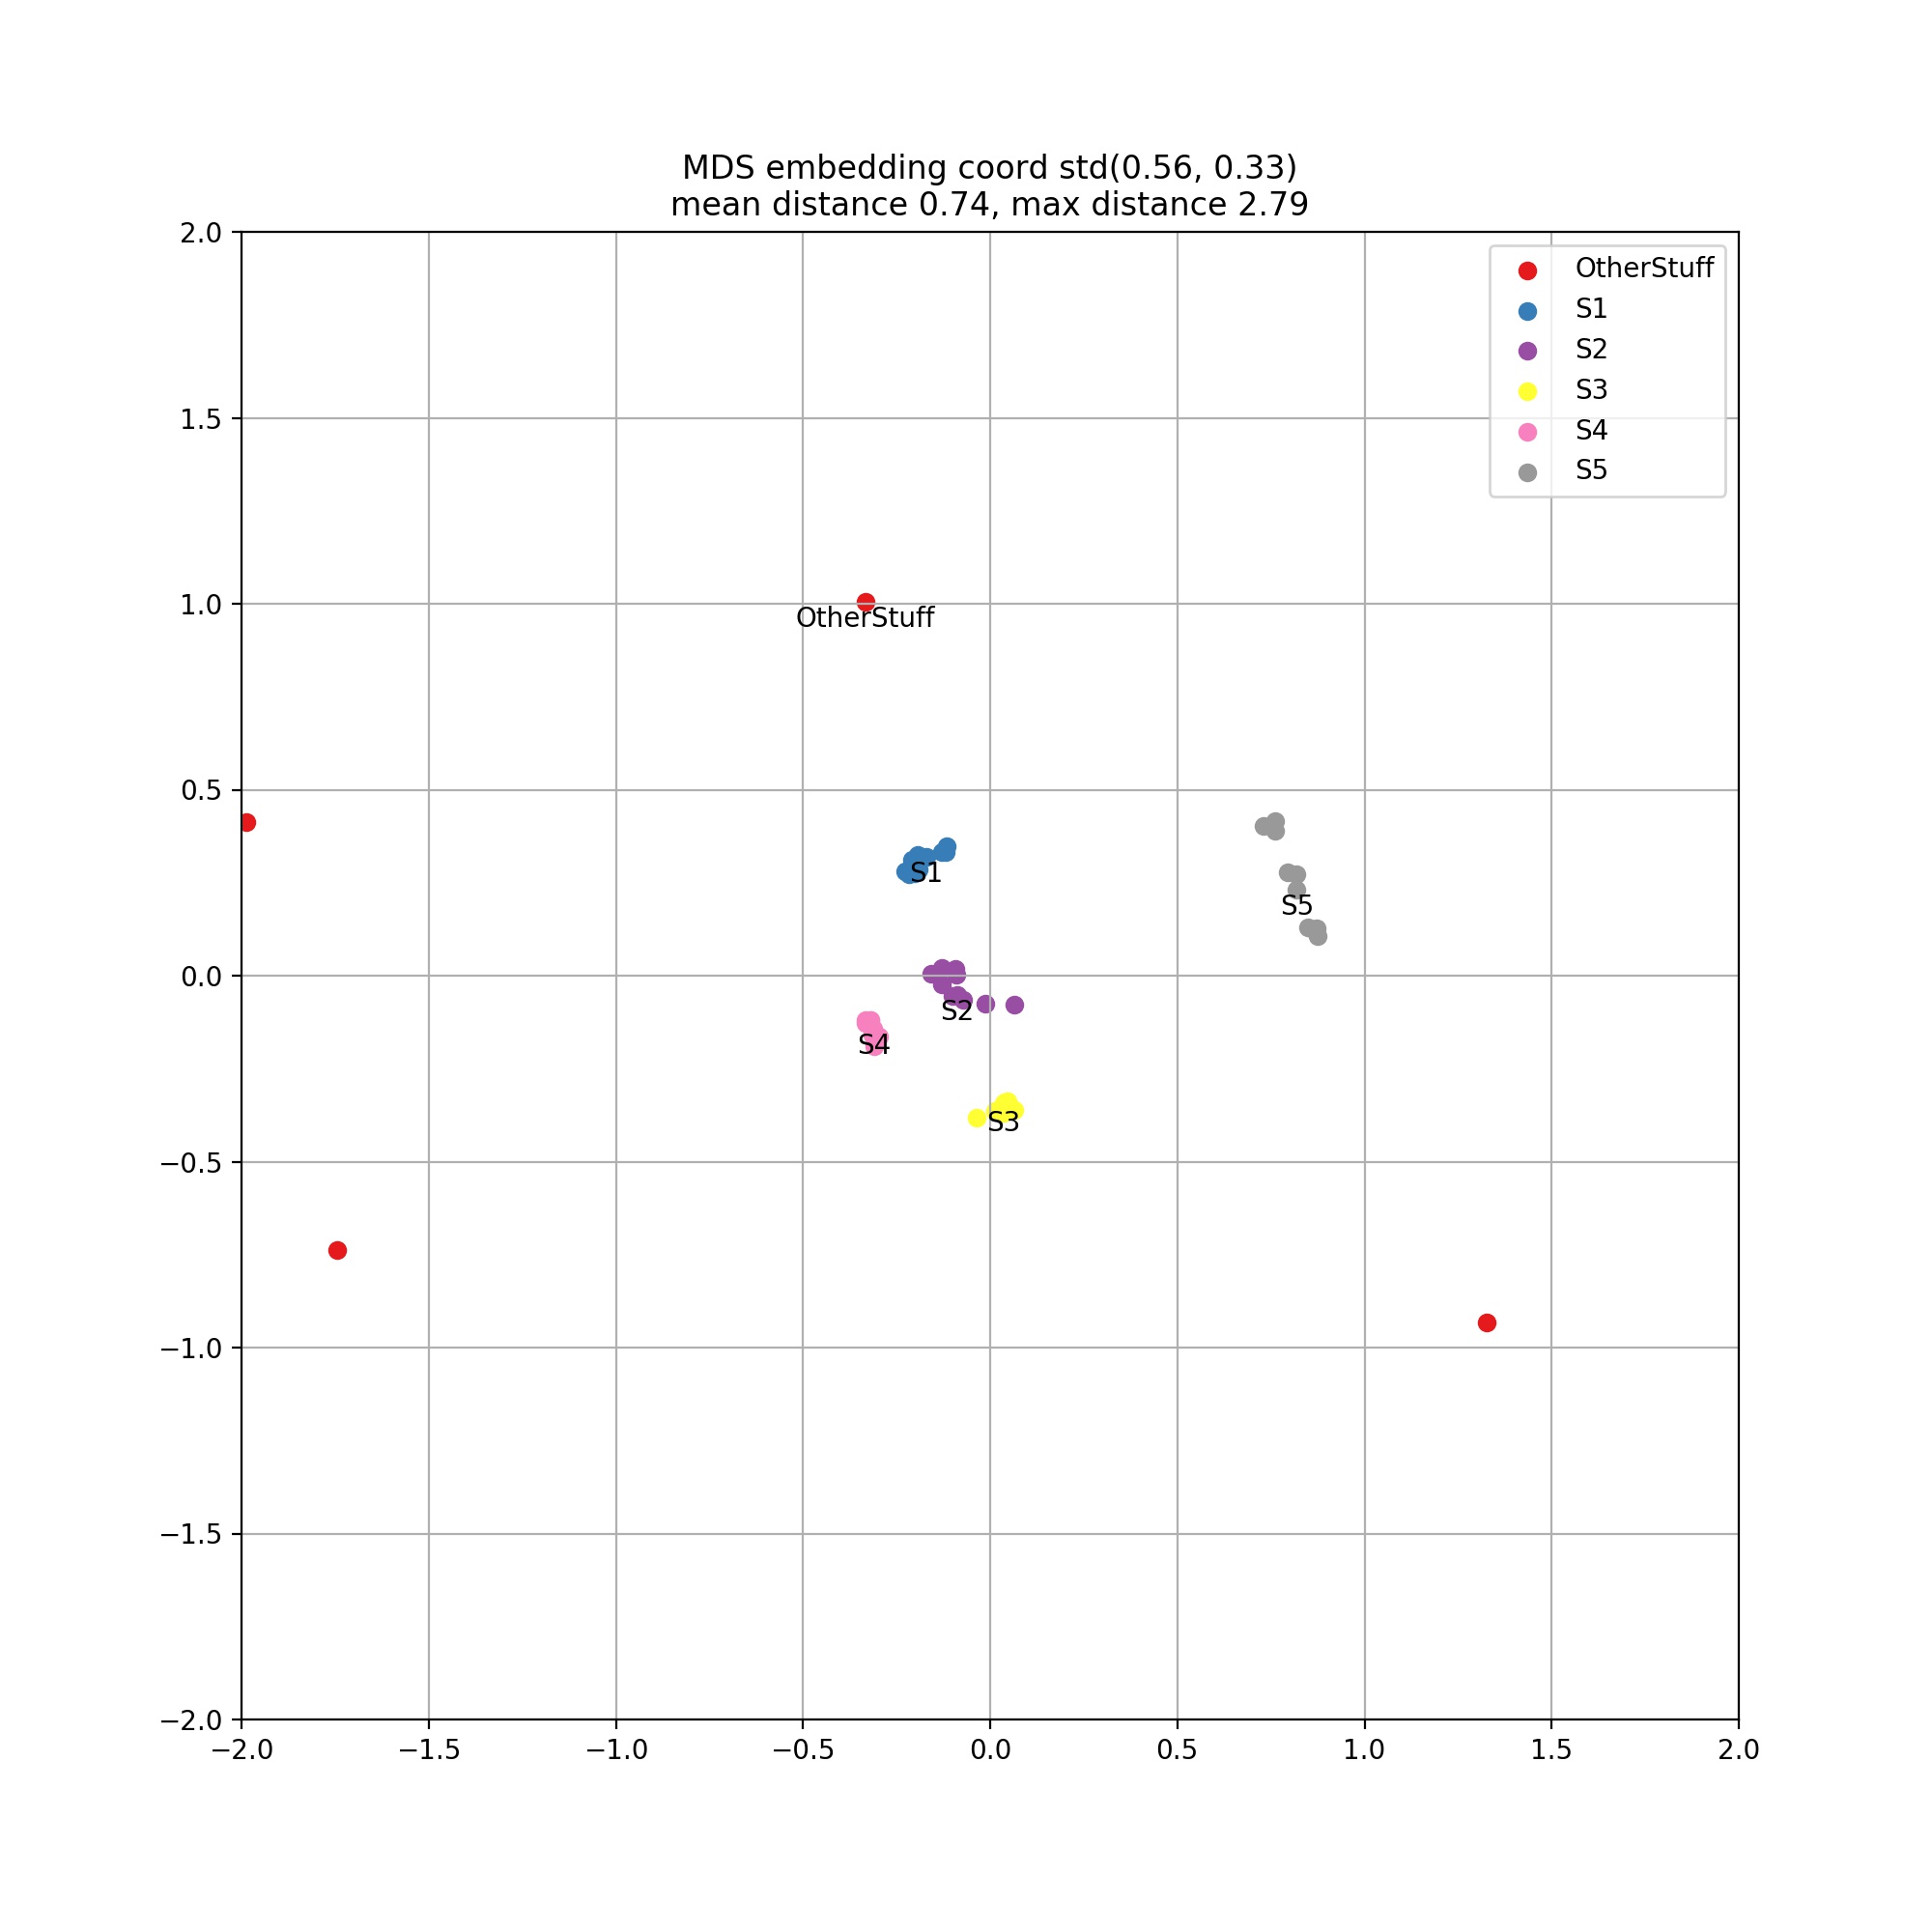 MDS embedding coord std(0.56, 0.33)
mean distance 0.74, max distance 2.79
2.0
OtherStuff
S1
S2
S3
S4
S5
1.5
1.0
OtherStuff
0.5
S1
S5
0.0
S2
S4
S3
−0.5
−1.0
−1.5
−2.0
−2.0 −1.5 −1.0 −0.5 0.0 0.5 1.0 1.5 2.0